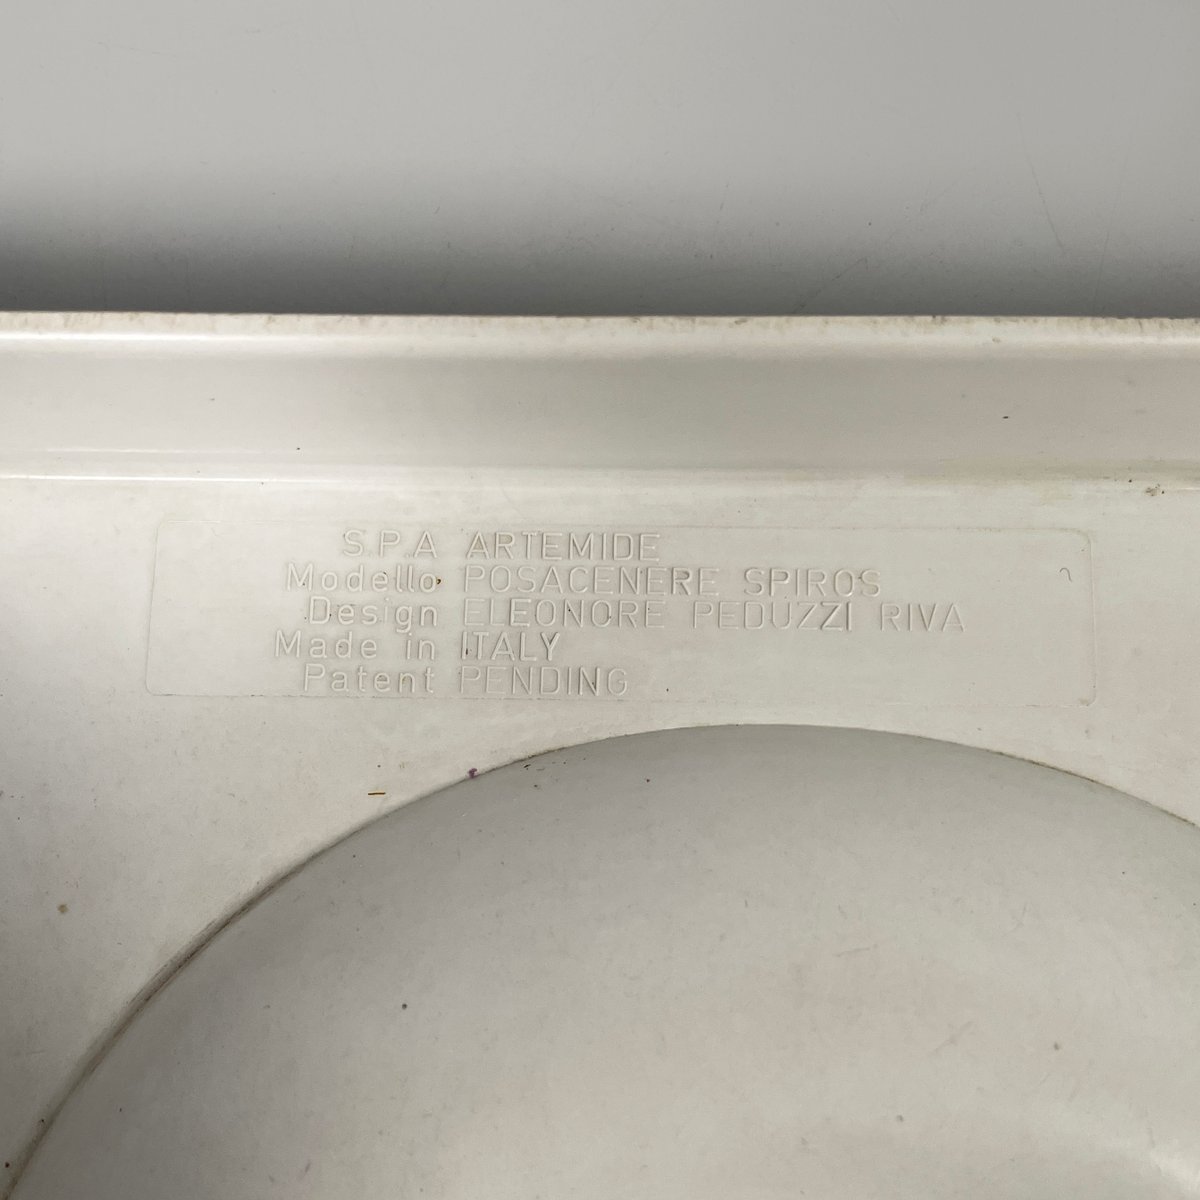 S.P.A ARTEMIDE
Modello POSACENERE SPIROS
Design ELEONORE PEDUZZI RIVA
Made in ITALY
Patent PENDING